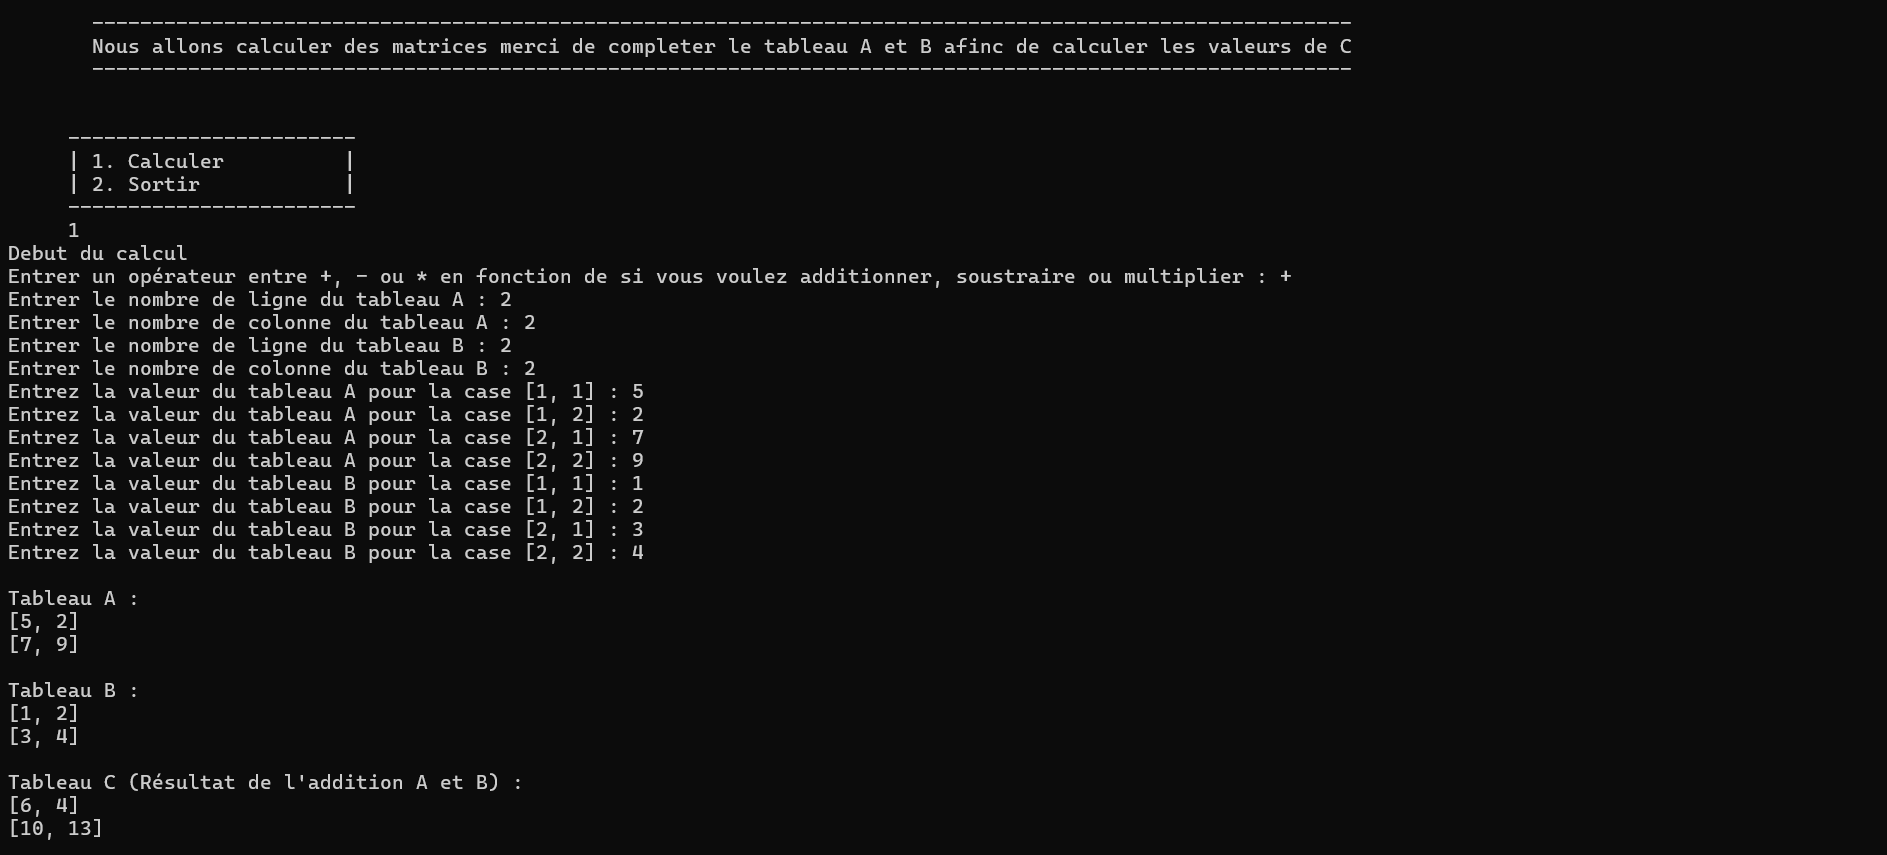 ------------------------------------------------------------------------------------------------------------
Nous allons calculer des matrices merci de completer le tableau A et B afinc de calculer les valeurs de C
------------------------------------------------------------------------------------------------------------
------------------------
| 1. Calculer          |
| 2. Sortir            |
------------------------
1
Debut du calcul
Entrer un opérateur entre +, - ou * en fonction de si vous voulez additionner, soustraire ou multiplier : +
Entrer le nombre de ligne du tableau A : 2
Entrer le nombre de colonne du tableau A : 2
Entrer le nombre de ligne du tableau B : 2
Entrer le nombre de colonne du tableau B : 2
Entrez la valeur du tableau A pour la case [1, 1] : 5
Entrez la valeur du tableau A pour la case [1, 2] : 2
Entrez la valeur du tableau A pour la case [2, 1] : 7
Entrez la valeur du tableau A pour la case [2, 2] : 9
Entrez la valeur du tableau B pour la case [1, 1] : 1
Entrez la valeur du tableau B pour la case [1, 2] : 2
Entrez la valeur du tableau B pour la case [2, 1] : 3
Entrez la valeur du tableau B pour la case [2, 2] : 4
Tableau A :
[5, 2]
[7, 9]
Tableau B :
[1, 2]
[3, 4]
Tableau C (Résultat de l'addition A et B) :
[6, 4]
[10, 13]